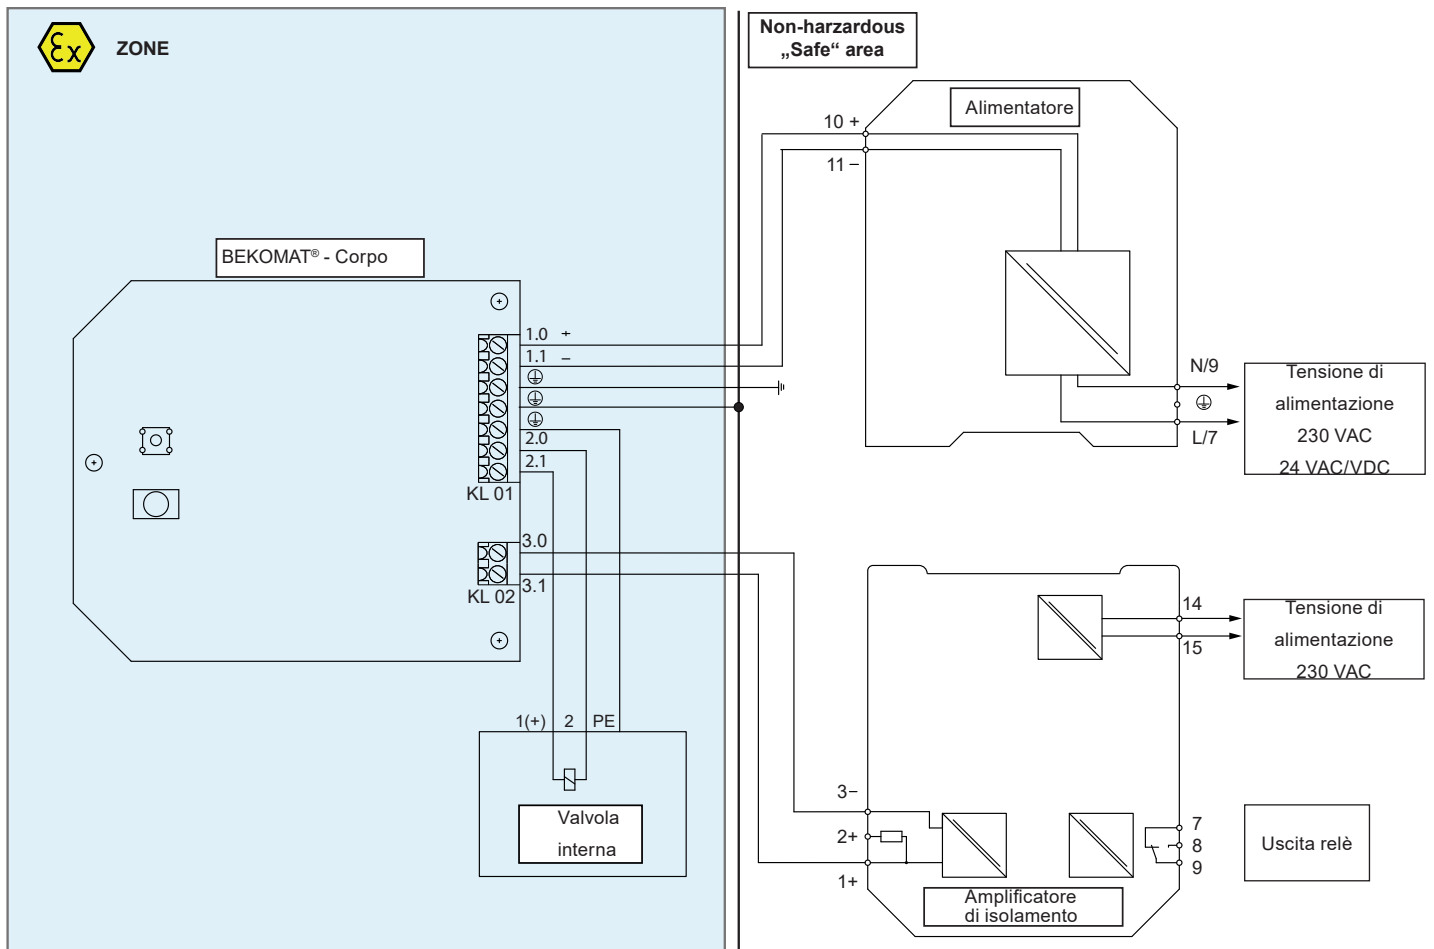 Ex
ZONE
Non-harzardous
„Safe“ area
Alimentatore
10 +
11 –
BEKOMAT® - Corpo
1.0 +
1.1 –
2.0
2.1
KL 01
3.0
3.1
KL 02
N/9
L/7
Tensione di
alimentazione
230 VAC
24 VAC/VDC
14
15
Tensione di
alimentazione
230 VAC
1(+) 2 PE
Valvola
interna
3–
2+
1+
7
8
9
Uscita relè
Amplificatore
di isolamento